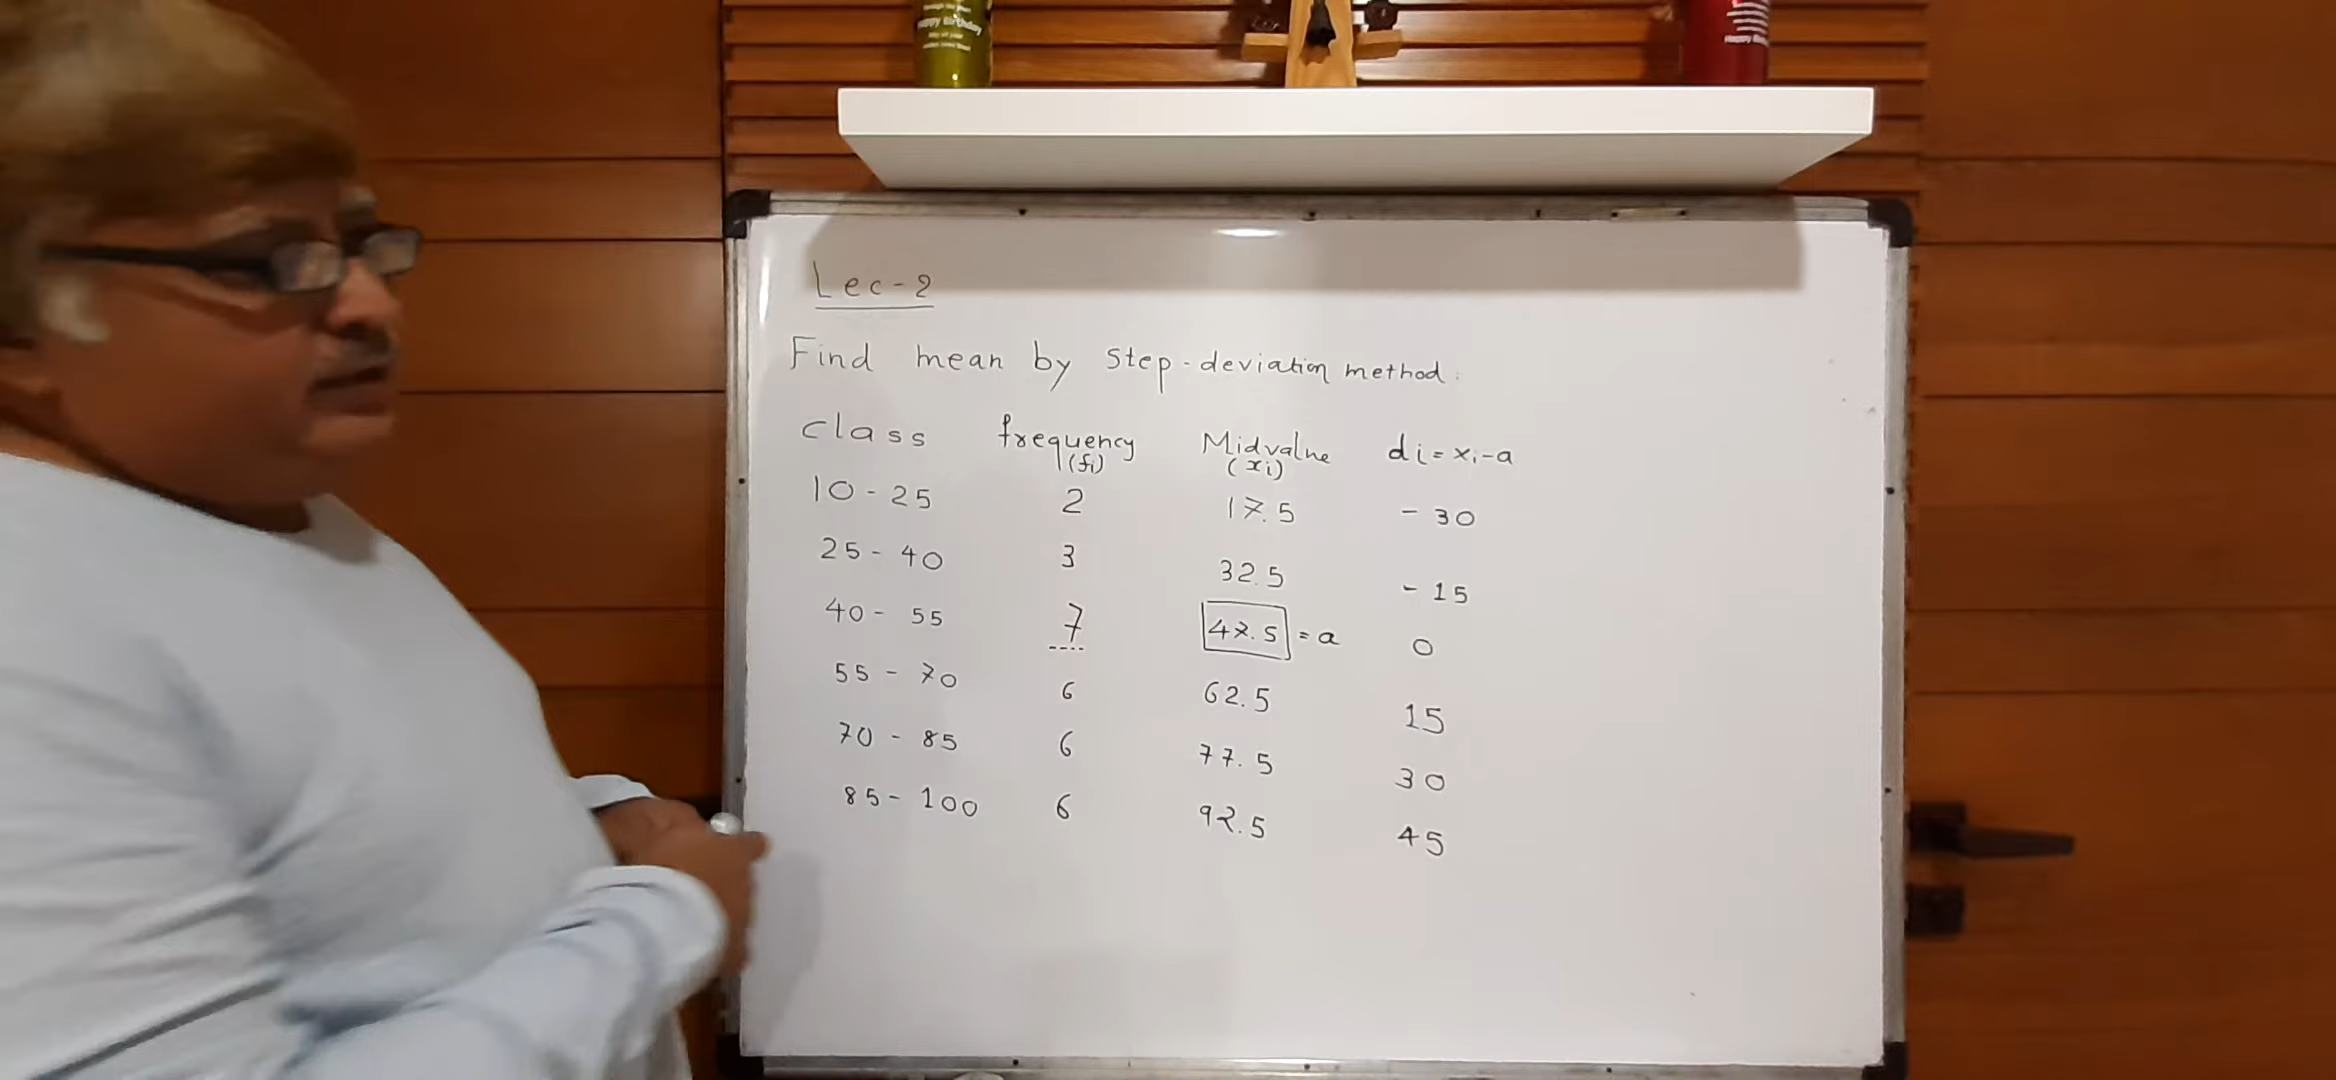 Happy Birthday
Lec-2
Find mean by step-deviation method.
class frequency (fi) Midvalue (xi) di = xi-a
10-25 2 17.5 -30
25-40 3 32.5 -15
40-55 7 47.5 = a 0
55-70 6 62.5 15
70-85 6 77.5 30
85-100 6 92.5 45